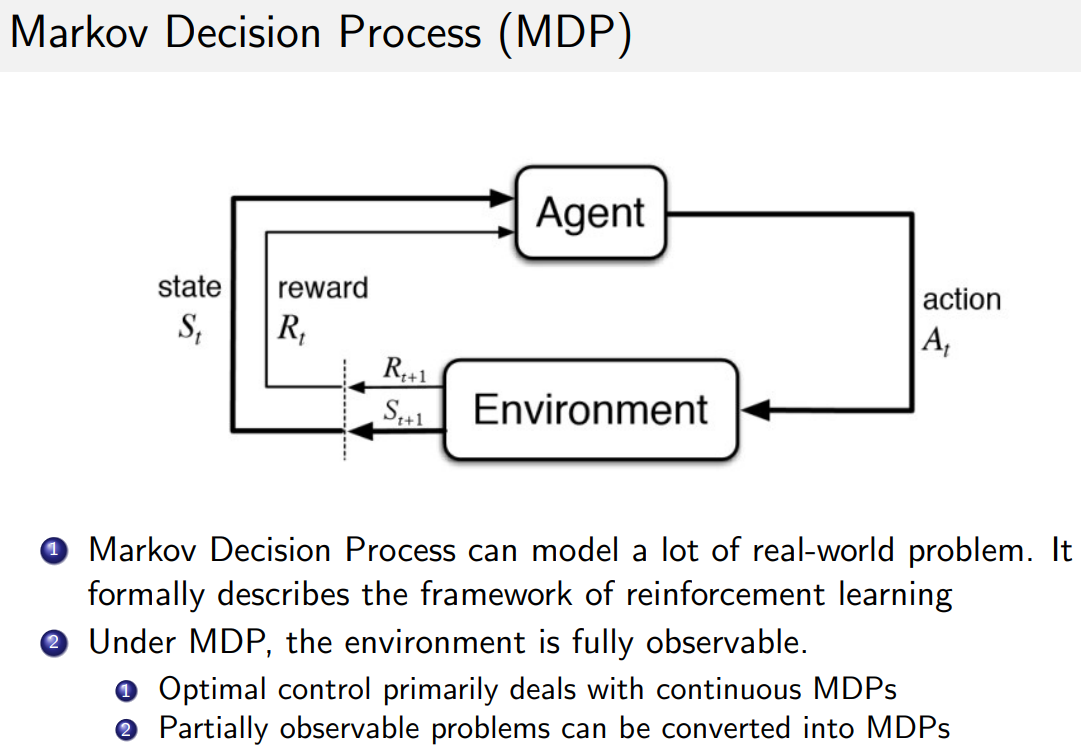 Markov Decision Process (MDP)
Agent
state
S_t
reward
R_t
action
A_t
R_{t+1}
S_{t+1}
Environment
1 Markov Decision Process can model a lot of real-world problem. It
formally describes the framework of reinforcement learning
2 Under MDP, the environment is fully observable.
1 Optimal control primarily deals with continuous MDPs
2 Partially observable problems can be converted into MDPs